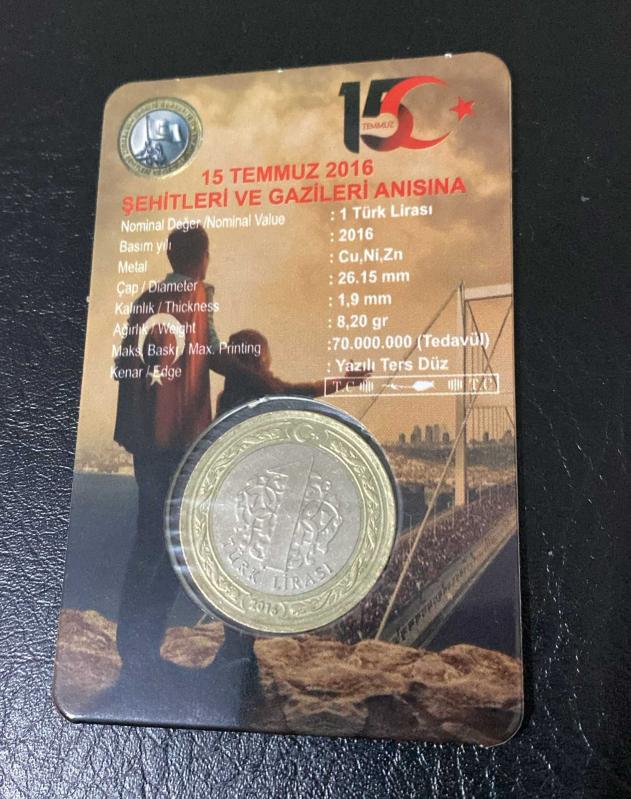 15
TEMMUZ
15 TEMMUZ 2016
ŞEHİTLERİ VE GAZİLERİ ANISINA
Nominal Değer /Nominal Value : 1 Türk Lirası
Basım yılı : 2016
Metal : Cu,Ni,Zn
Çap / Diameter : 26.15 mm
Kalınlık / Thickness : 1,9 mm
Ağırlık / Weight : 8,20 gr
Maks. Baskı / Max. Printing :70.000.000 (Tedavül)
Kenar / Edge : Yazılı Ters Düz
T.C T.C
1
TÜRK LİRASI
2016